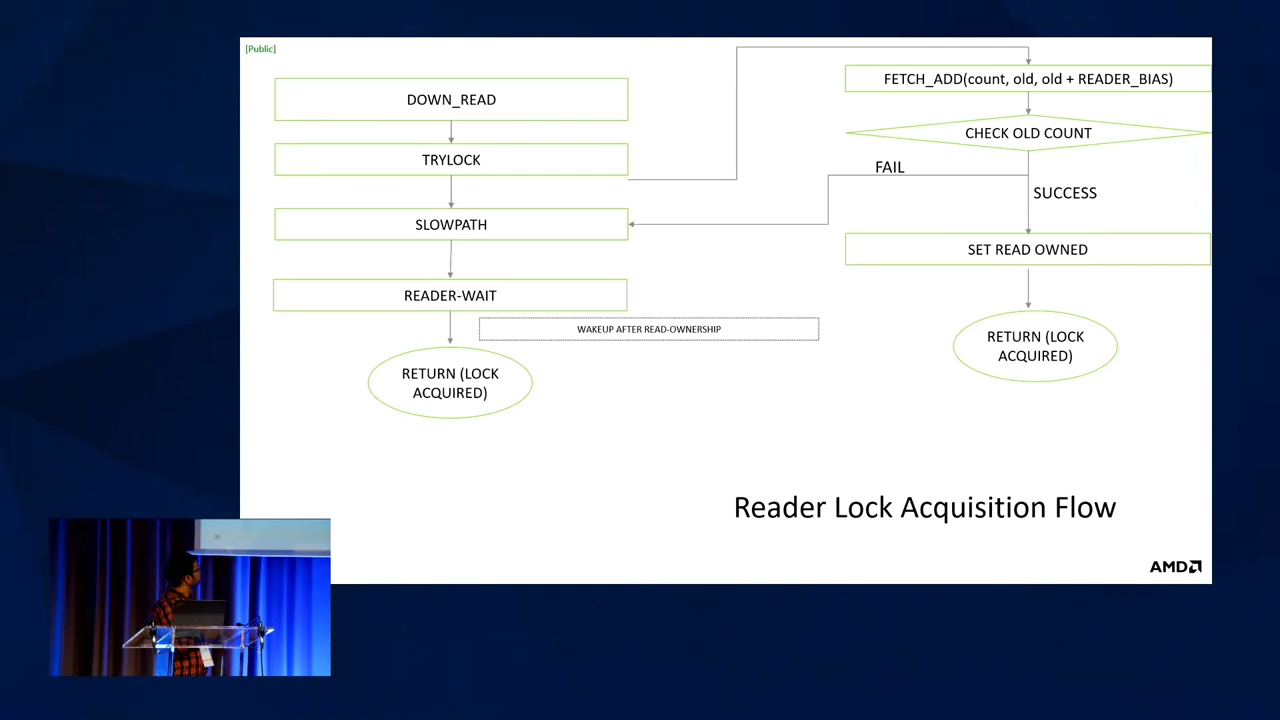 [Public]
DOWN_READ
TRYLOCK
SLOWPATH
READER-WAIT
WAKEUP AFTER READ-OWNERSHIP
RETURN (LOCK
ACQUIRED)
FETCH_ADD(count, old, old + READER_BIAS)
CHECK OLD COUNT
FAIL
SUCCESS
SET READ OWNED
RETURN (LOCK
ACQUIRED)
Reader Lock Acquisition Flow
AMD